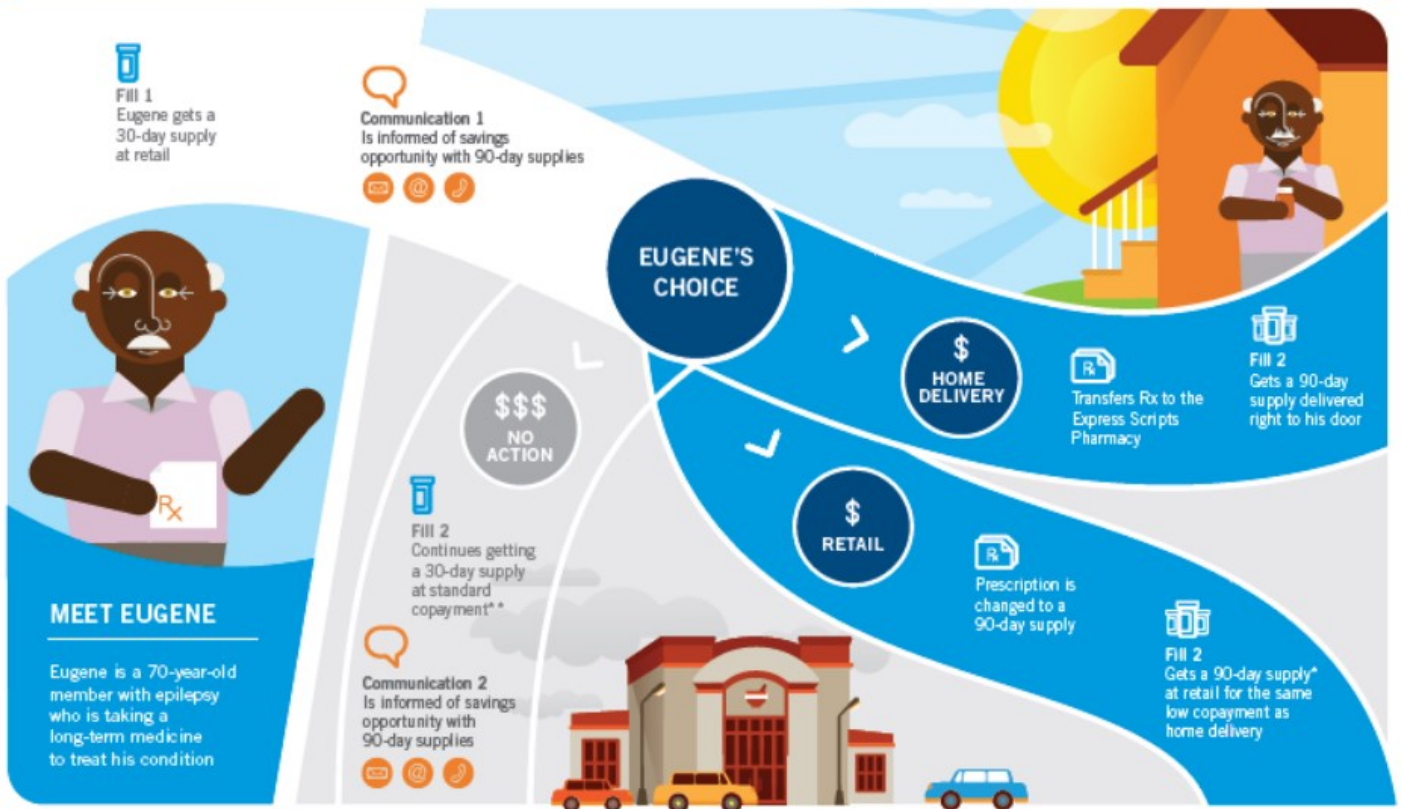 Fill 1
Eugene gets a
30-day supply
at retail
Communication 1
Is informed of savings
opportunity with 90-day supplies
@
EUGENE'S
CHOICE
$
HOME
DELIVERY
Rx
Transfers Rx to the
Express Scripts
Pharmacy
Fill 2
Gets a 90-day
supply delivered
right to his door
$$$
NO
ACTION
Fill 2
Continues getting
a 30-day supply
at standard
copayment**
Communication 2
Is informed of savings
opportunity with
90-day supplies
@
$
RETAIL
Rx
Prescription is
changed to a
90-day supply
Fill 2
Gets a 90-day supply*
at retail for the same
low copayment as
home delivery
Rx
MEET EUGENE
Eugene is a 70-year-old
member with epilepsy
who is taking a
long-term medicine
to treat his condition